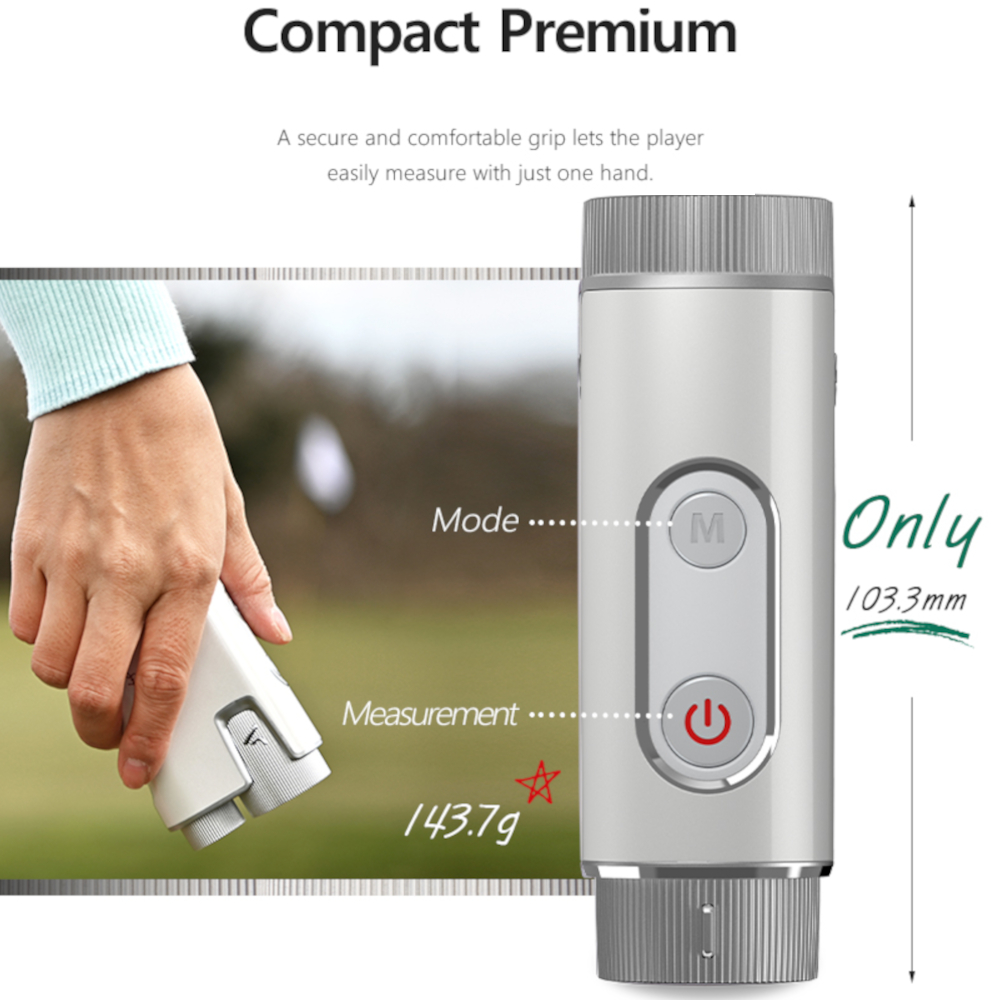 Compact Premium
A secure and comfortable grip lets the player
easily measure with just one hand.
Mode
M
Only
103.3mm
Measurement
143.7g